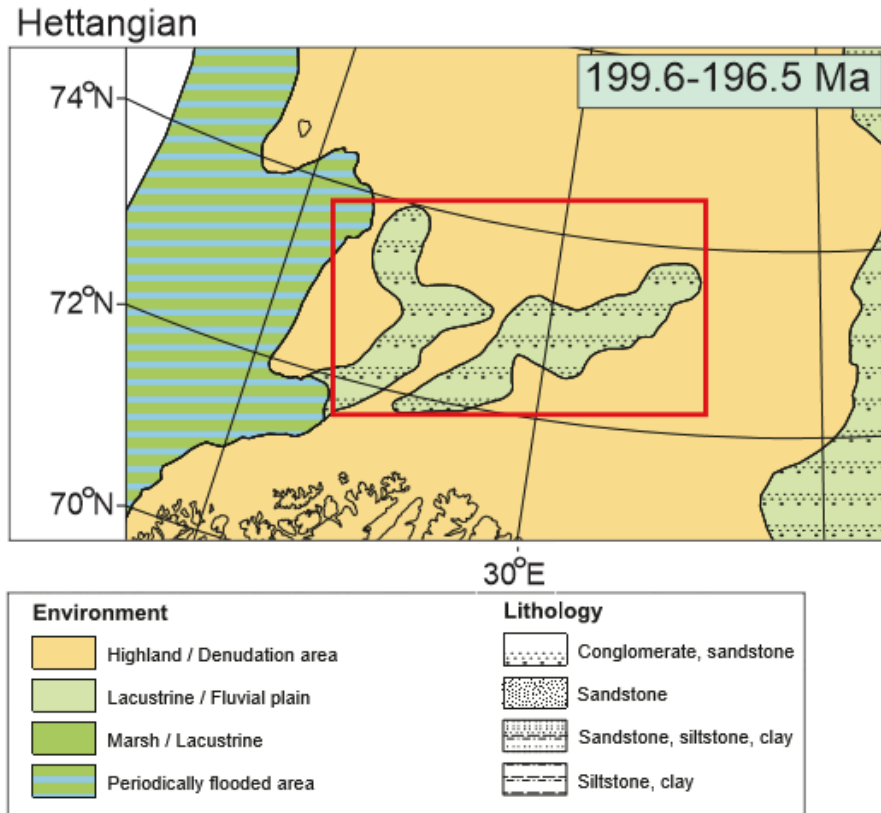 Hettangian
199.6-196.5 Ma
74°N
72°N
70°N
30°E
Environment
Highland / Denudation area
Lacustrine / Fluvial plain
Marsh / Lacustrine
Periodically flooded area
Lithology
Conglomerate, sandstone
Sandstone
Sandstone, siltstone, clay
Siltstone, clay